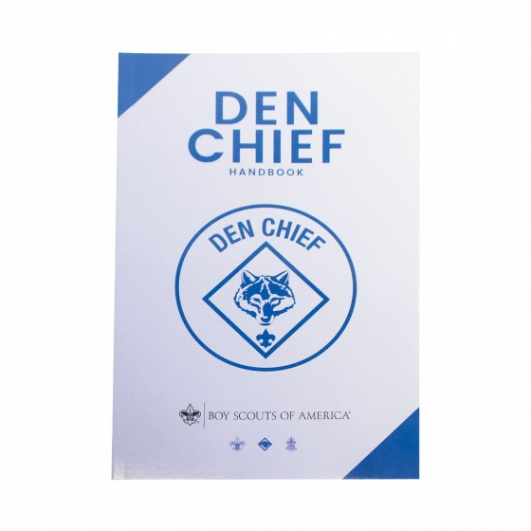 DEN
CHIEF
HANDBOOK
DEN CHIEF
BOY SCOUTS OF AMERICA®